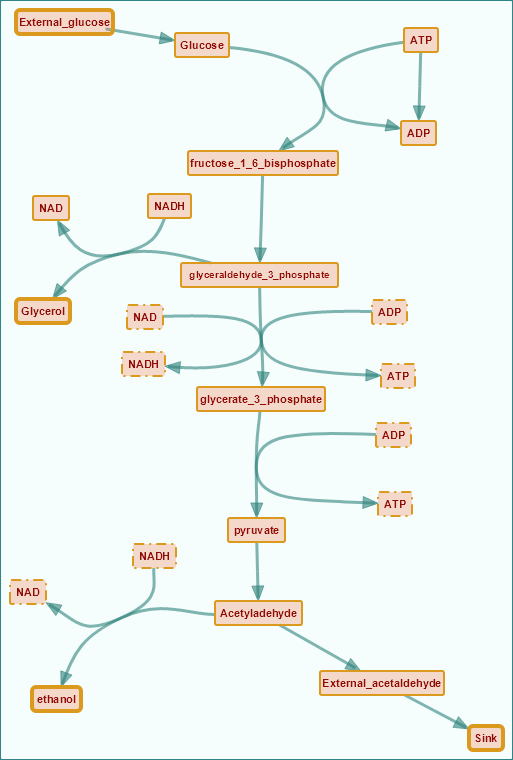 External_glucose
Glucose
ATP
ADP
fructose_1_6_bisphosphate
NAD
NADH
glyceraldehyde_3_phosphate
Glycerol
NAD
ADP
NADH
ATP
glycerate_3_phosphate
ADP
ATP
pyruvate
NADH
NAD
Acetyladehyde
External_acetaldehyde
ethanol
Sink